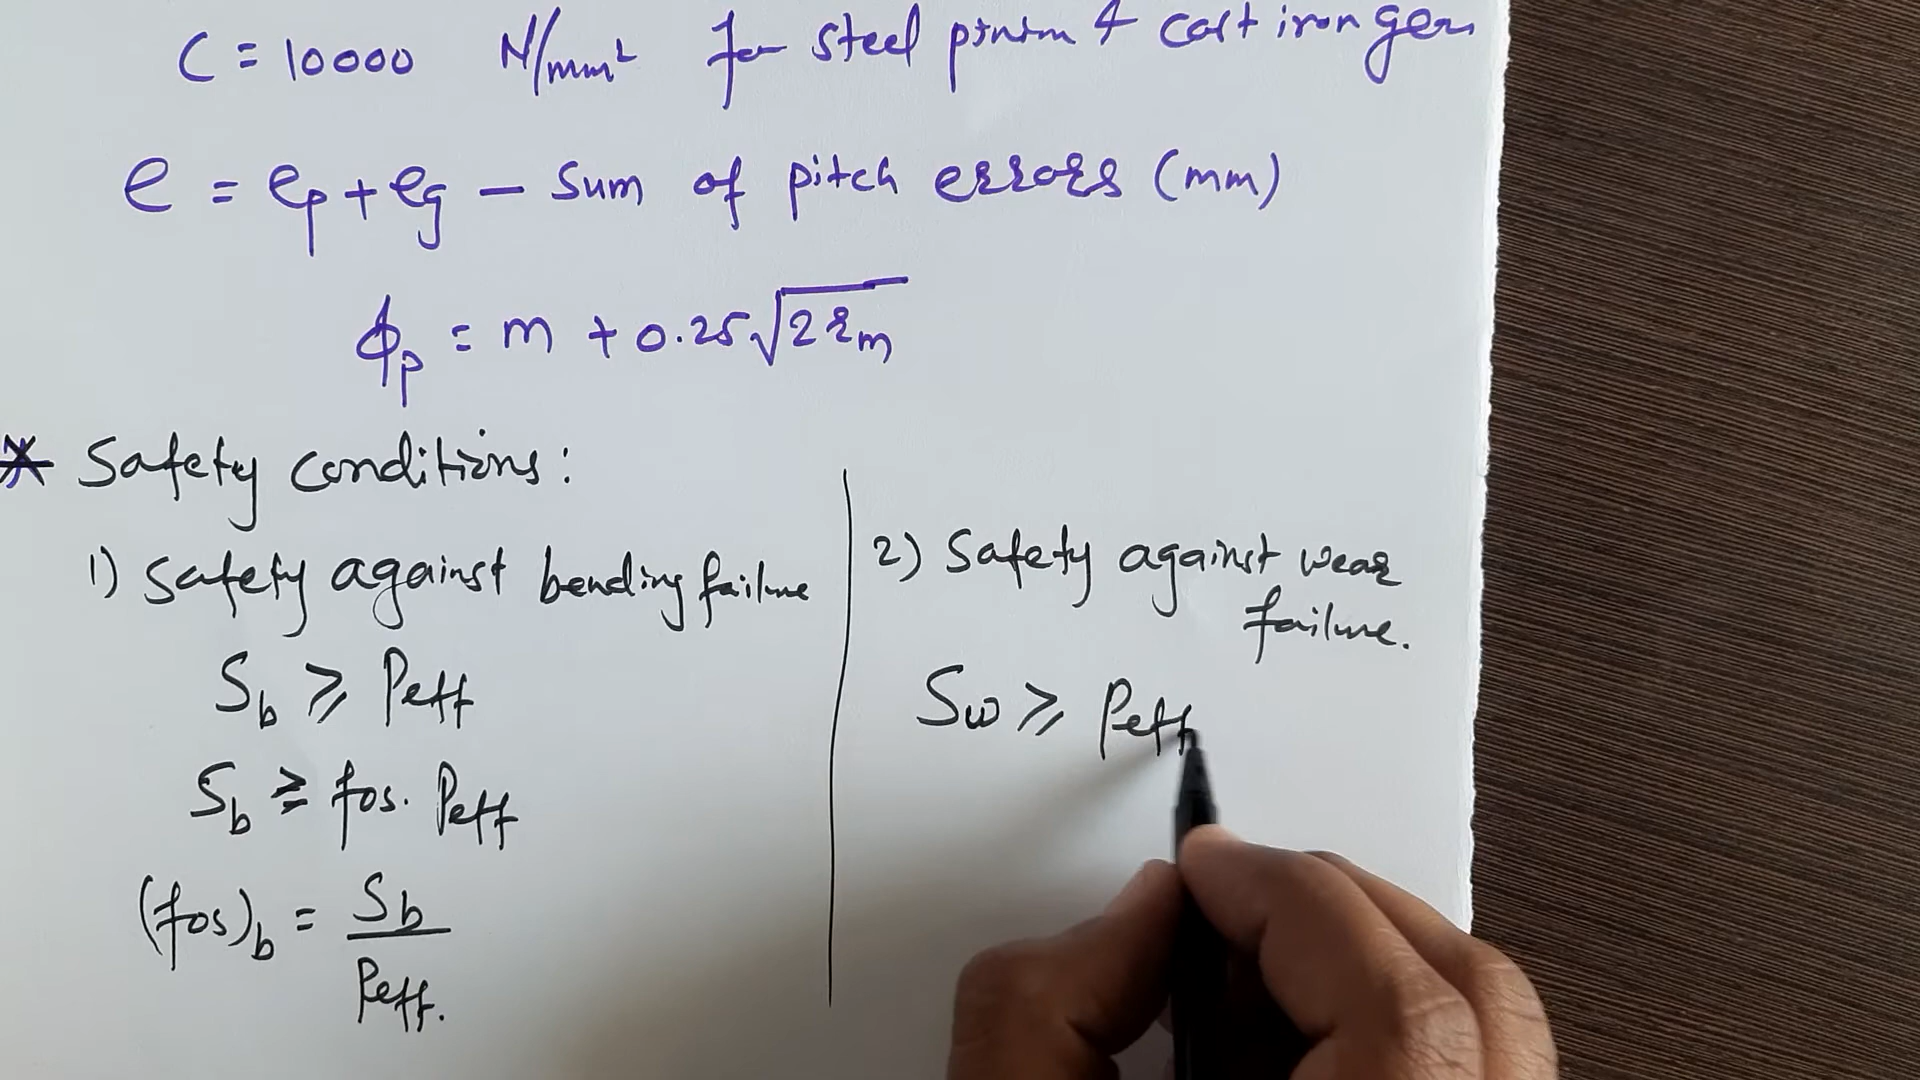 C = 10000 N/mm² for steel pinion & cast iron gear
e = ep + eg – Sum of pitch errors (mm)
ϕp = m + 0.25√2rm
* Safety conditions:
1) Safety against bending failure
Sb ⩾ Peff
Sb ≥ fos. Peff
(fos)b = Sb / Peff.
2) Safety against wear
failure.
Sw ⩾ Peff